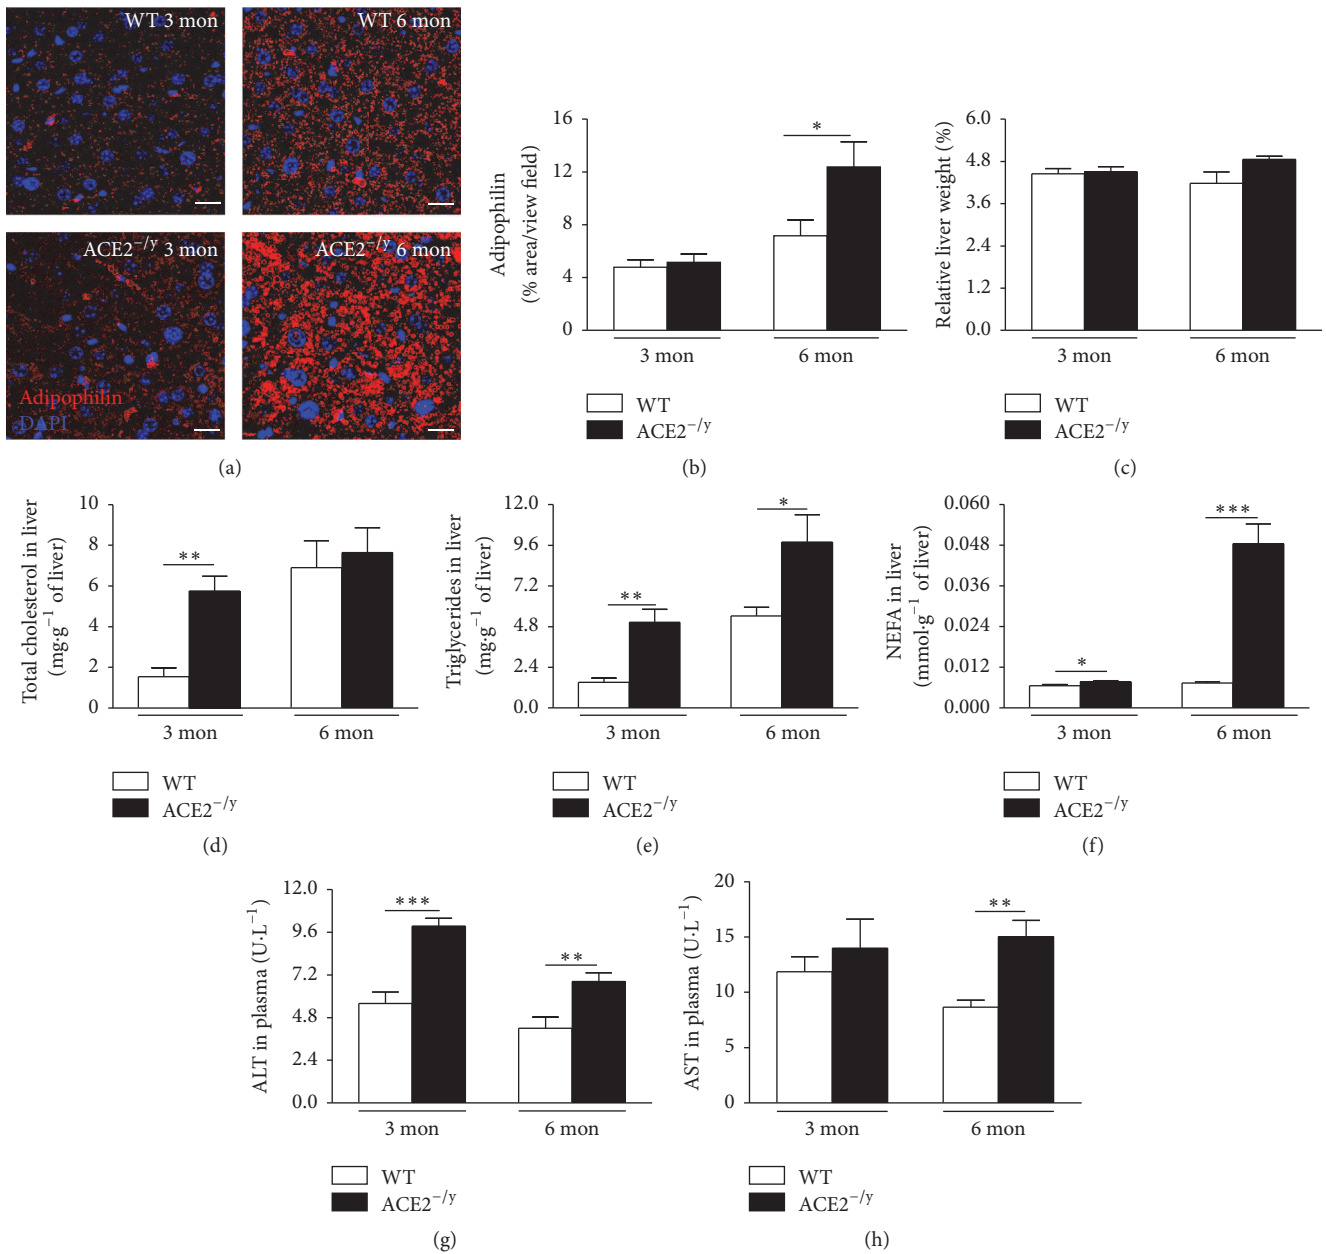 WT 3 mon
WT 6 mon
ACE2⁻/ʸ 3 mon
ACE2⁻/ʸ 6 mon
Adipophilin
DAPI
(a)
Adipophilin
(% area/view field)
16
12
8
4
0
*
3 mon
6 mon
WT
ACE2⁻/ʸ
(b)
Relative liver weight (%)
6.0
4.8
3.6
2.4
1.2
0.0
3 mon
6 mon
WT
ACE2⁻/ʸ
(c)
Total cholesterol in liver
(mg·g⁻¹ of liver)
10
8
6
4
2
0
**
3 mon
6 mon
WT
ACE2⁻/ʸ
(d)
Triglycerides in liver
(mg·g⁻¹ of liver)
12.0
9.6
7.2
4.8
2.4
0.0
**
*
3 mon
6 mon
WT
ACE2⁻/ʸ
(e)
NEFA in liver
(mmol·g⁻¹ of liver)
0.060
0.048
0.036
0.024
0.012
0.000
*
***
3 mon
6 mon
WT
ACE2⁻/ʸ
(f)
ALT in plasma (U·L⁻¹)
12.0
9.6
7.2
4.8
2.4
0.0
***
**
3 mon
6 mon
WT
ACE2⁻/ʸ
(g)
AST in plasma (U·L⁻¹)
20
15
10
5
0
**
3 mon
6 mon
WT
ACE2⁻/ʸ
(h)